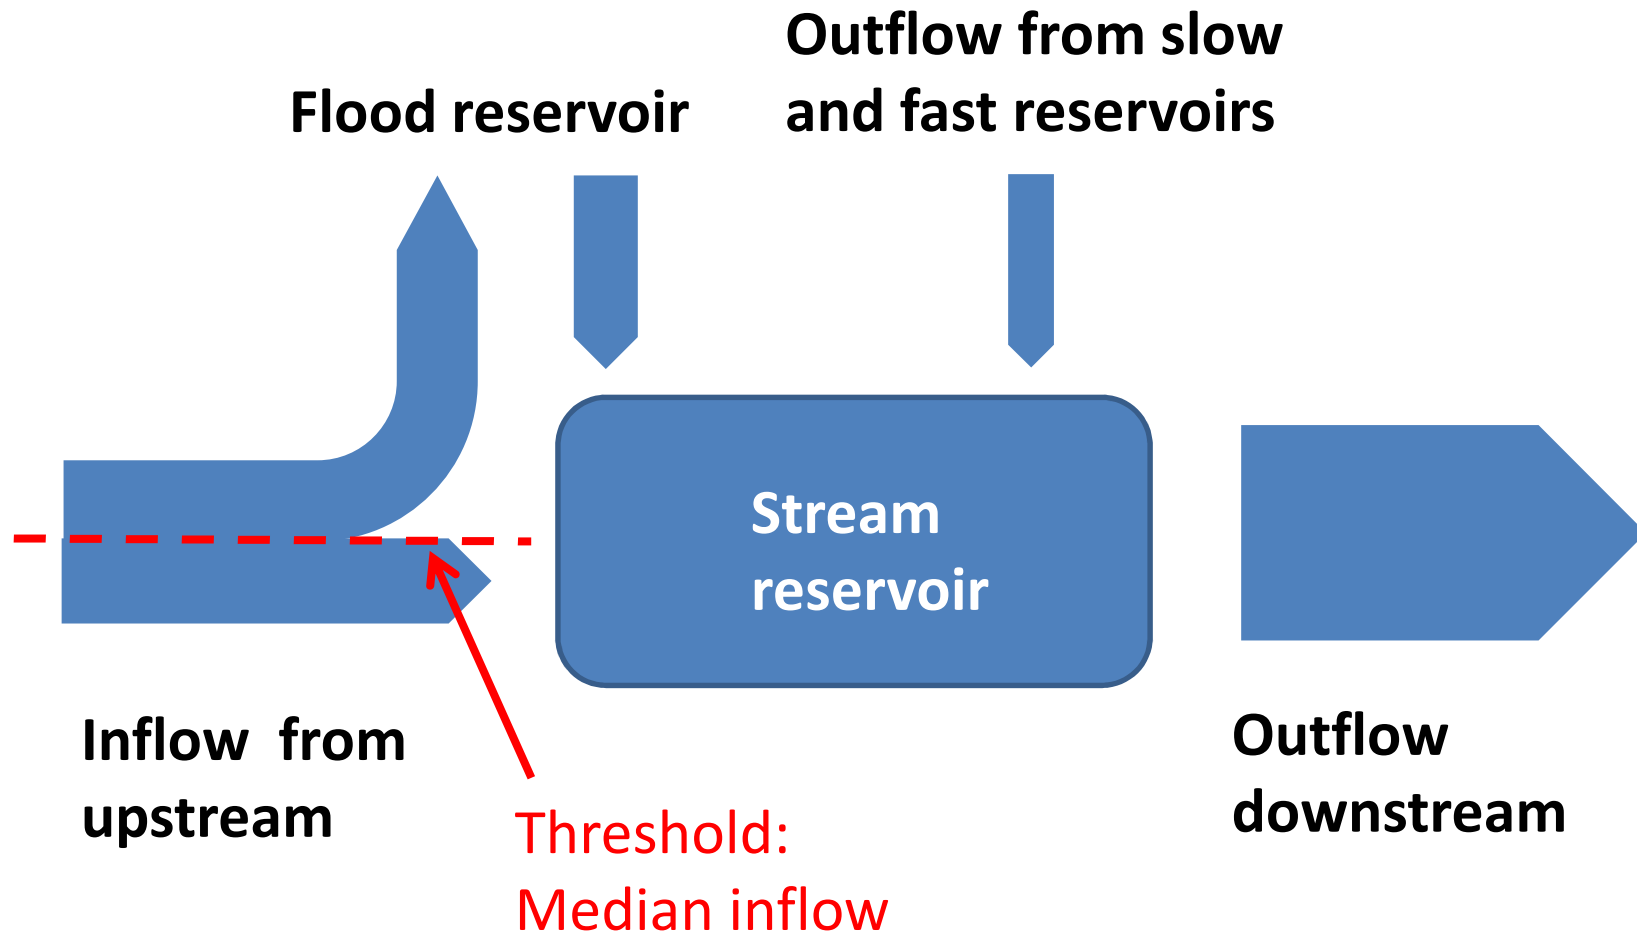 Flood reservoir
Outflow from slow
and fast reservoirs
Stream
reservoir
Inflow from
upstream
Threshold:
Median inflow
Outflow
downstream